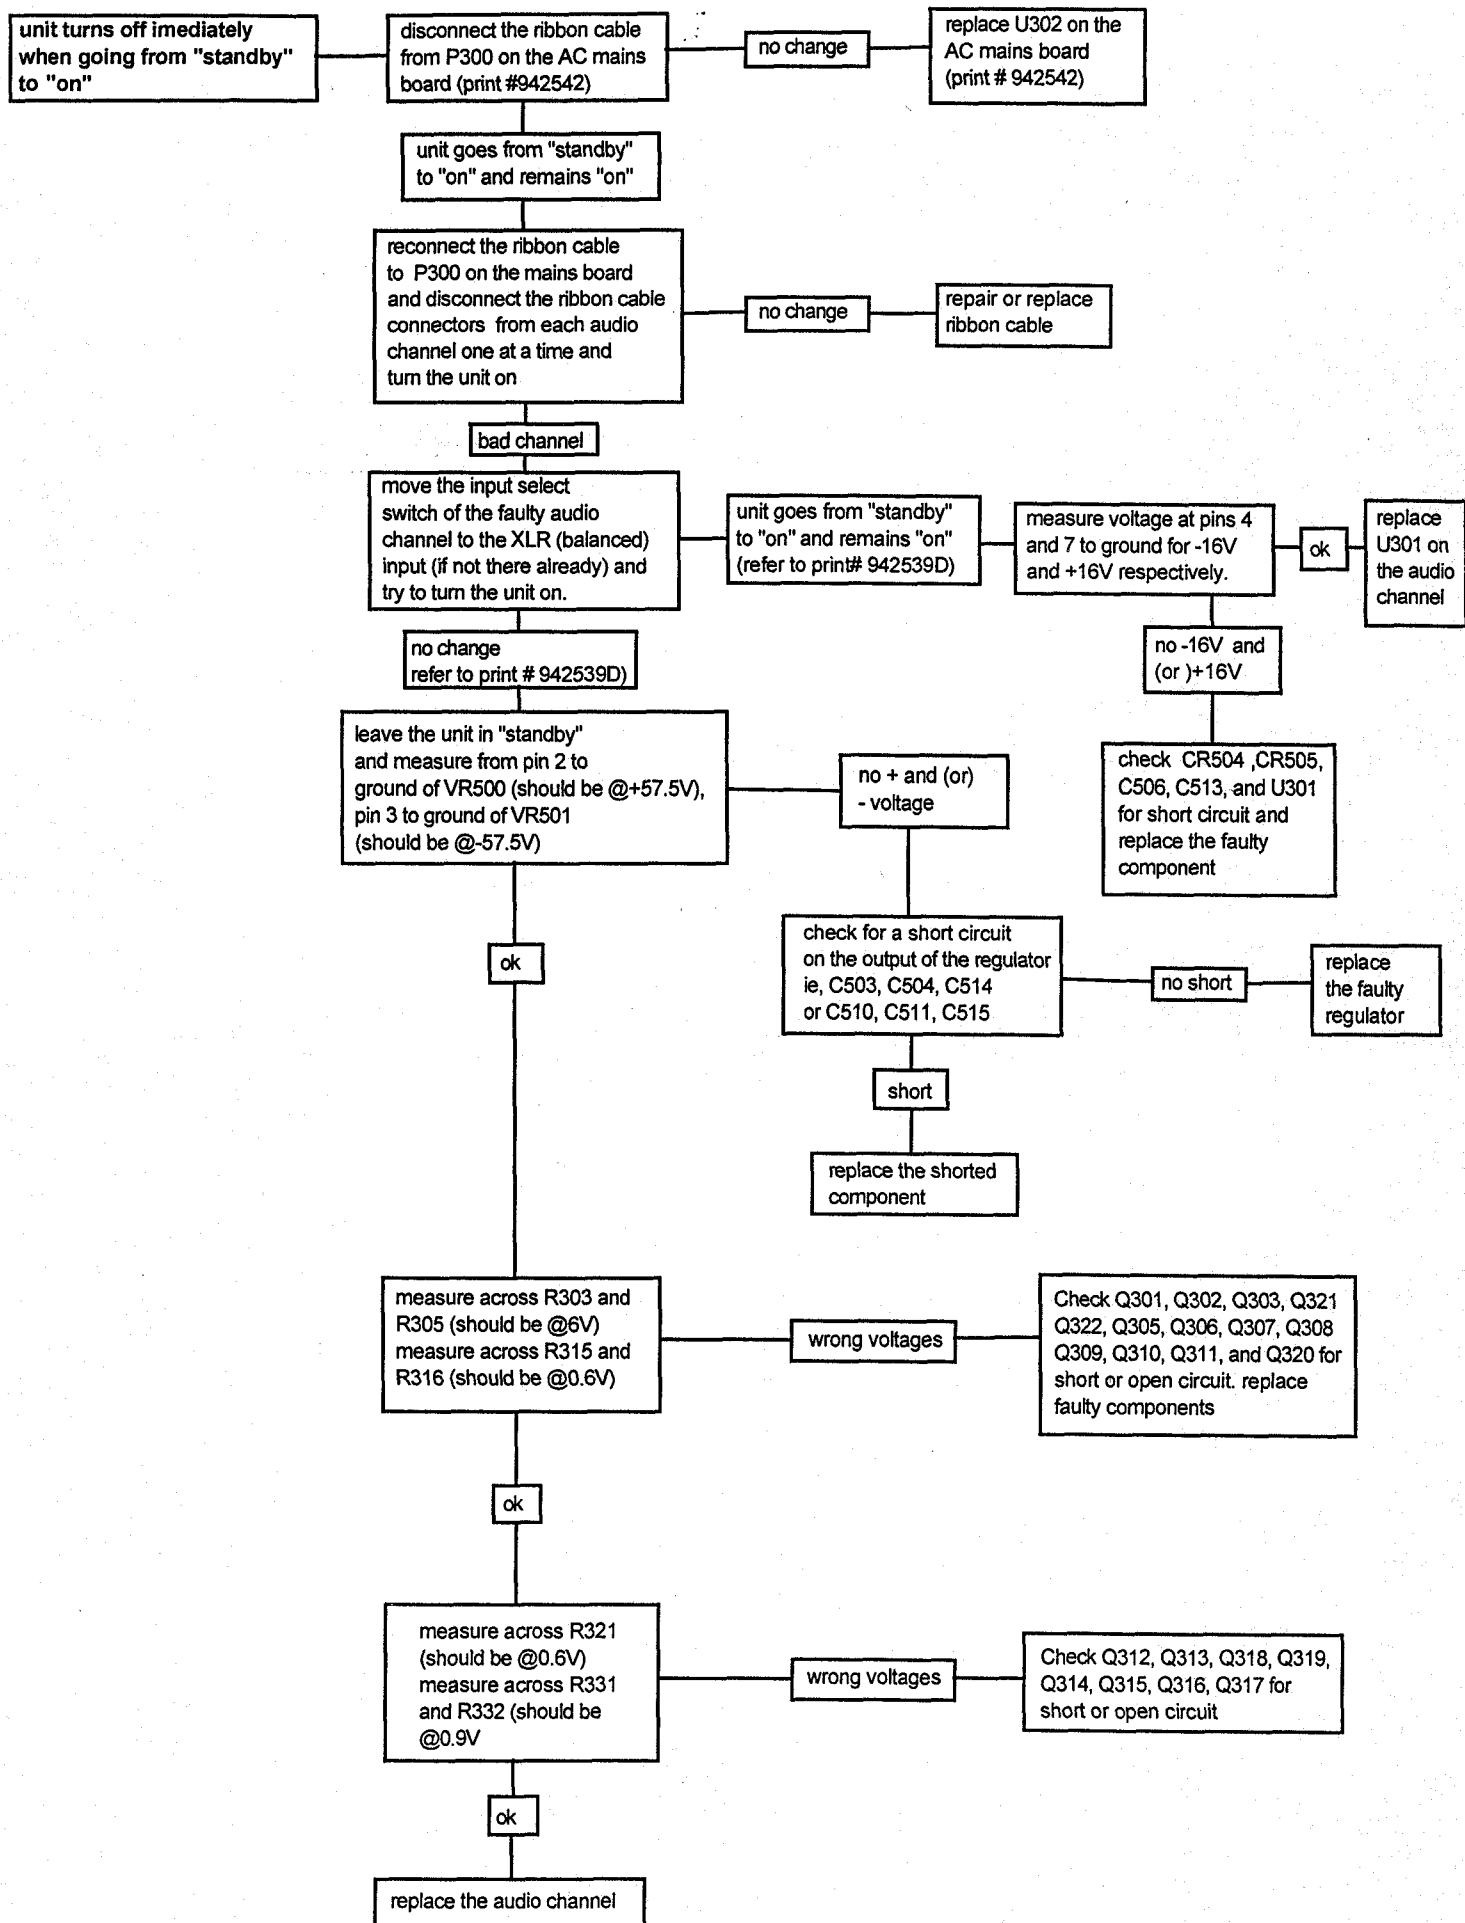 unit turns off imediately
when going from "standby"
to "on"
disconnect the ribbon cable
from P300 on the AC mains
board (print #942542)
no change
replace U302 on the
AC mains board
(print # 942542)
unit goes from "standby"
to "on" and remains "on"
reconnect the ribbon cable
to P300 on the mains board
and disconnect the ribbon cable
connectors from each audio
channel one at a time and
turn the unit on
no change
repair or replace
ribbon cable
bad channel
move the input select
switch of the faulty audio
channel to the XLR (balanced)
input (if not there already) and
try to turn the unit on.
unit goes from "standby"
to "on" and remains "on"
(refer to print# 942539D)
measure voltage at pins 4
and 7 to ground for -16V
and +16V respectively.
ok
replace
U301 on
the audio
channel
no change
refer to print # 942539D)
no -16V and
(or )+16V
leave the unit in "standby"
and measure from pin 2 to
ground of VR500 (should be @+57.5V),
pin 3 to ground of VR501
(should be @-57.5V)
no + and (or)
- voltage
check CR504 ,CR505,
C506, C513, and U301
for short circuit and
replace the faulty
component
ok
check for a short circuit
on the output of the regulator
ie, C503, C504, C514
or C510, C511, C515
no short
replace
the faulty
regulator
short
replace the shorted
component
measure across R303 and
R305 (should be @6V)
measure across R315 and
R316 (should be @0.6V)
wrong voltages
Check Q301, Q302, Q303, Q321
Q322, Q305, Q306, Q307, Q308
Q309, Q310, Q311, and Q320 for
short or open circuit. replace
faulty components
ok
measure across R321
(should be @0.6V)
measure across R331
and R332 (should be
@0.9V
wrong voltages
Check Q312, Q313, Q318, Q319,
Q314, Q315, Q316, Q317 for
short or open circuit
ok
replace the audio channel